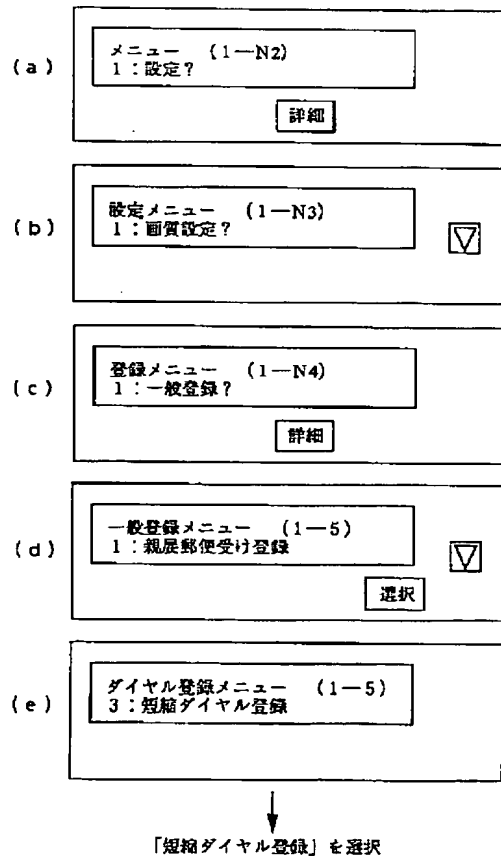 (a)
メニュー (1—N2)
1:設定?
詳細
(b)
設定メニュー (1—N3)
1:画質設定?
▽
(c)
登録メニュー (1—N4)
1:一般登録?
詳細
(d)
一般登録メニュー (1—5)
1:親展郵便受け登録
▽
選択
(e)
ダイヤル登録メニュー (1—5)
3:短縮ダイヤル登録
「短縮ダイヤル登録」を選択